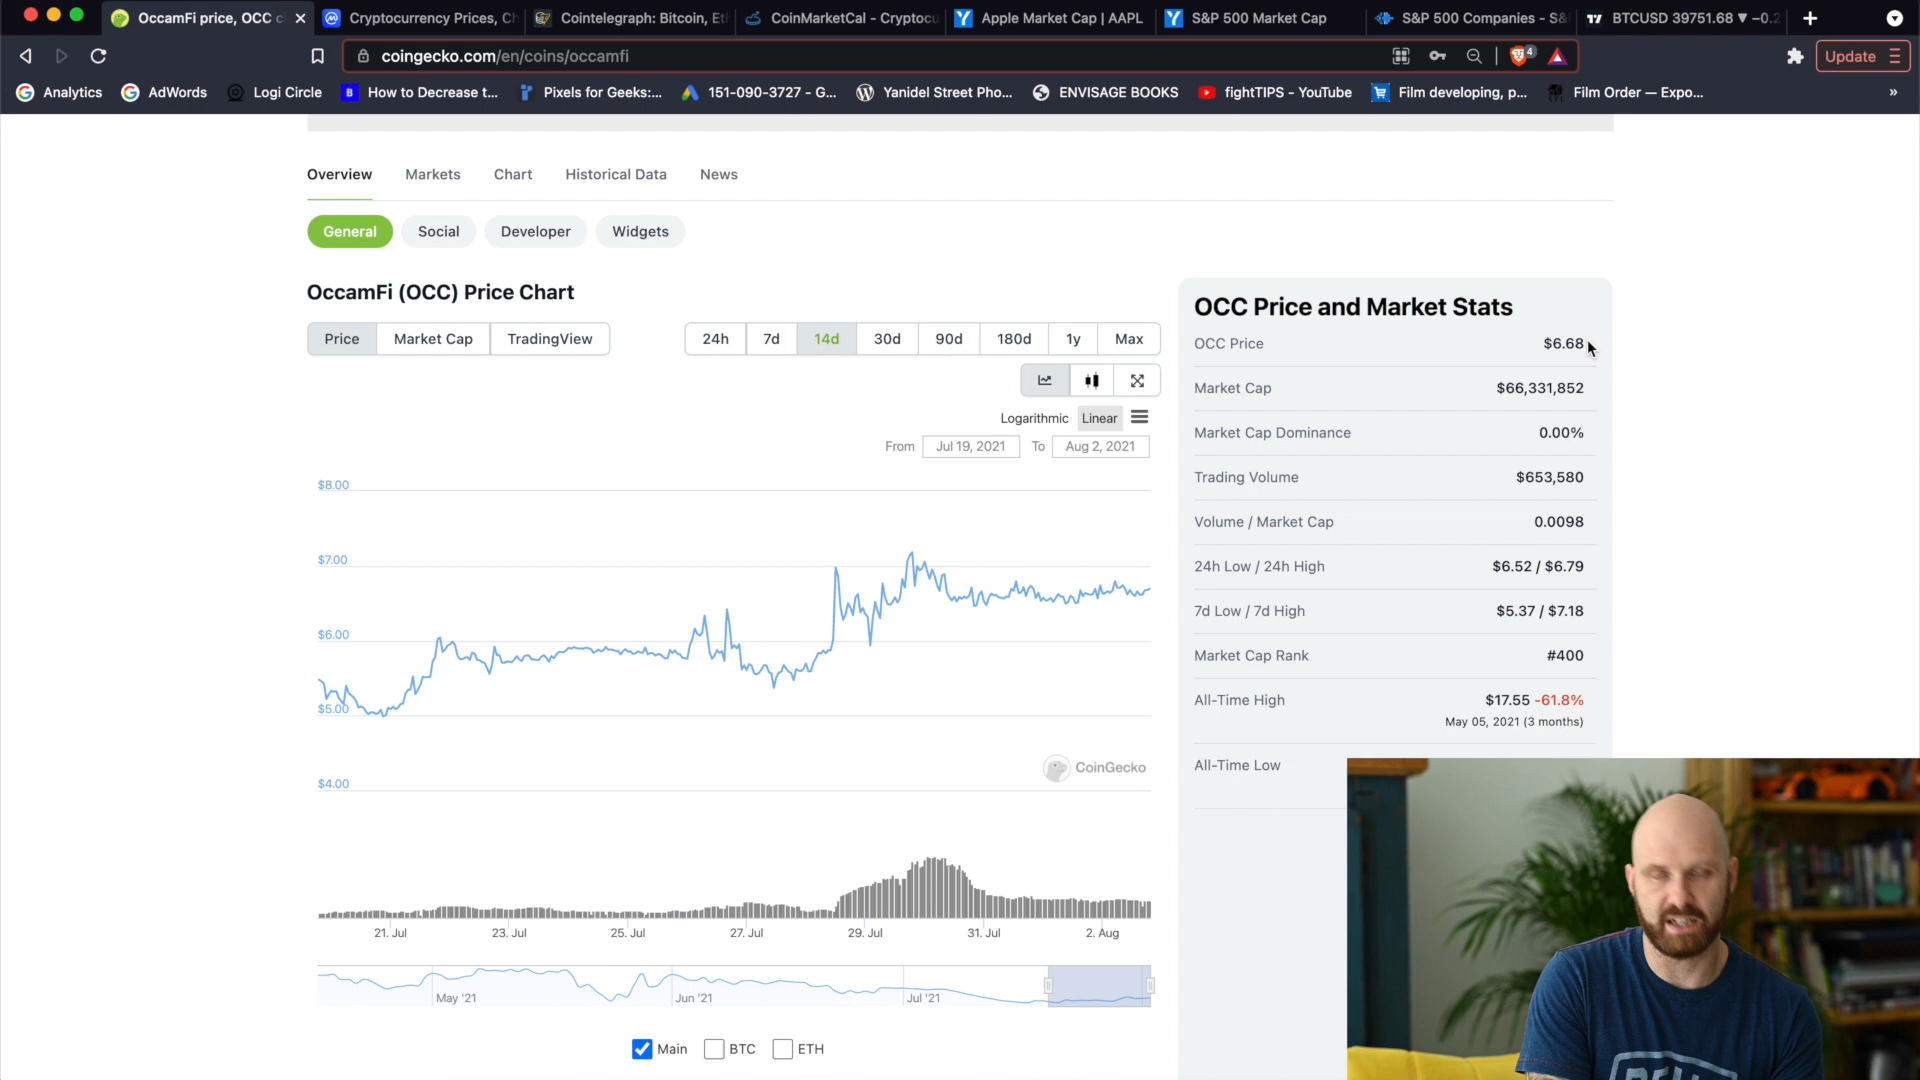 OccamFi price, OCC c
Cryptocurrency Prices, Ch
Cointelegraph: Bitcoin, Et
CoinMarketCal - Cryptocu
Apple Market Cap | AAPL
S&P 500 Market Cap
S&P 500 Companies - S&
BTCUSD 39751.68 ▼ −0.2
coingecko.com/en/coins/occamfi
4
Update
Analytics
AdWords
Logi Circle
B
How to Decrease t...
Pixels for Geeks:...
151-090-3727 - G...
Yanidel Street Pho...
ENVISAGE BOOKS
fightTIPS - YouTube
Film developing, p...
Film Order — Expo...
»
Overview Markets Chart Historical Data News
General Social Developer Widgets
OccamFi (OCC) Price Chart
Price Market Cap TradingView
24h 7d 14d 30d 90d 180d 1y Max
Logarithmic Linear
From Jul 19, 2021 To Aug 2, 2021
$8.00
$7.00
$6.00
$5.00
$4.00
CoinGecko
21. Jul 23. Jul 25. Jul 27. Jul 29. Jul 31. Jul 2. Aug
May '21 Jun '21 Jul '21
Main BTC ETH
OCC Price and Market Stats
OCC Price $6.68
Market Cap $66,331,852
Market Cap Dominance 0.00%
Trading Volume $653,580
Volume / Market Cap 0.0098
24h Low / 24h High $6.52 / $6.79
7d Low / 7d High $5.37 / $7.18
Market Cap Rank #400
All-Time High $17.55 -61.8%
May 05, 2021 (3 months)
All-Time Low